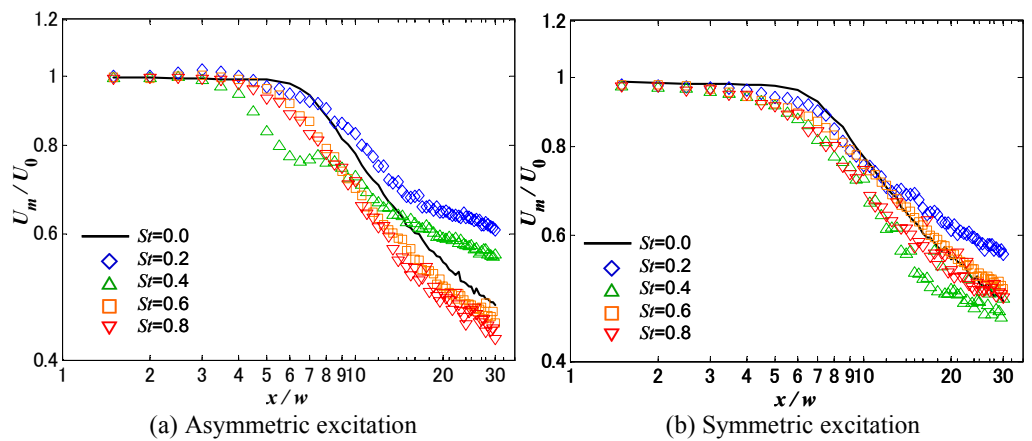 1.2
1
0.8
0.6
0.4
U_m / U_0
St=0.0
St=0.2
St=0.4
St=0.6
St=0.8
1 2 3 4 5 6 7 8 910 20 30
x / w
(a) Asymmetric excitation
1.2
1
0.8
0.6
0.4
U_m / U_0
St=0.0
St=0.2
St=0.4
St=0.6
St=0.8
1 2 3 4 5 6 7 8 910 20 30
x / w
(b) Symmetric excitation